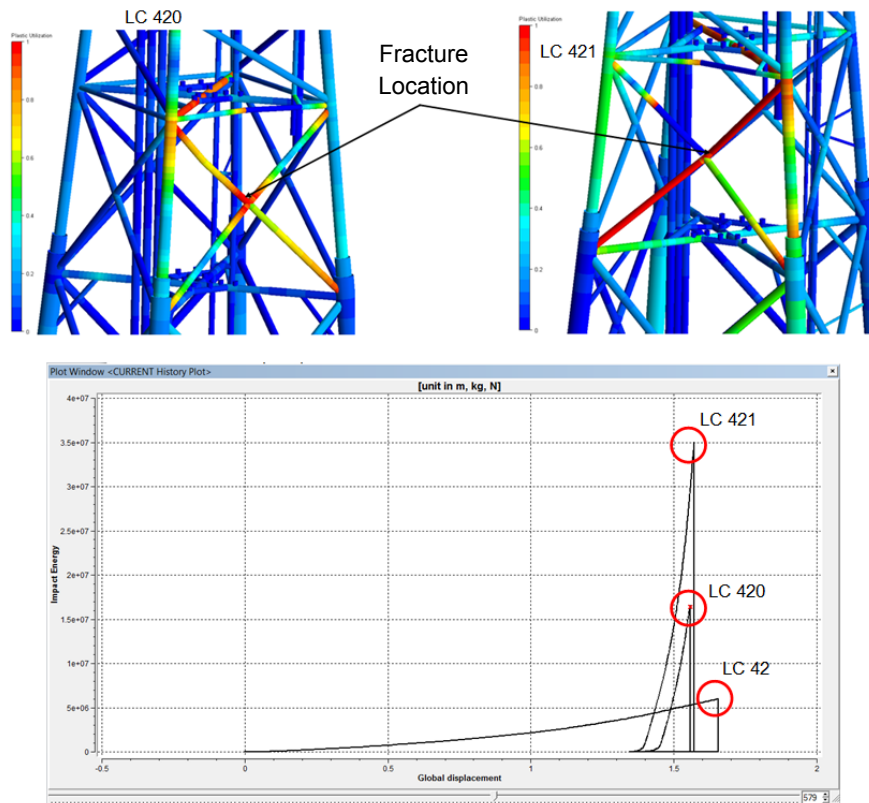 LC 420
Plastic Utilization
1
0.8
0.6
0.4
0.2
0
Fracture
Location
Plastic Utilization
LC 421
1
0.8
0.6
0.4
0.2
0
Plot Window <CURRENT History Plot>
[unit in m, kg, N]
4e+07
3.5e+07
3e+07
2.5e+07
2e+07
1.5e+07
1e+07
5e+06
0
Impact Energy
LC 421
LC 420
LC 42
-0.5
0
0.5
1
1.5
2
Global displacement
579